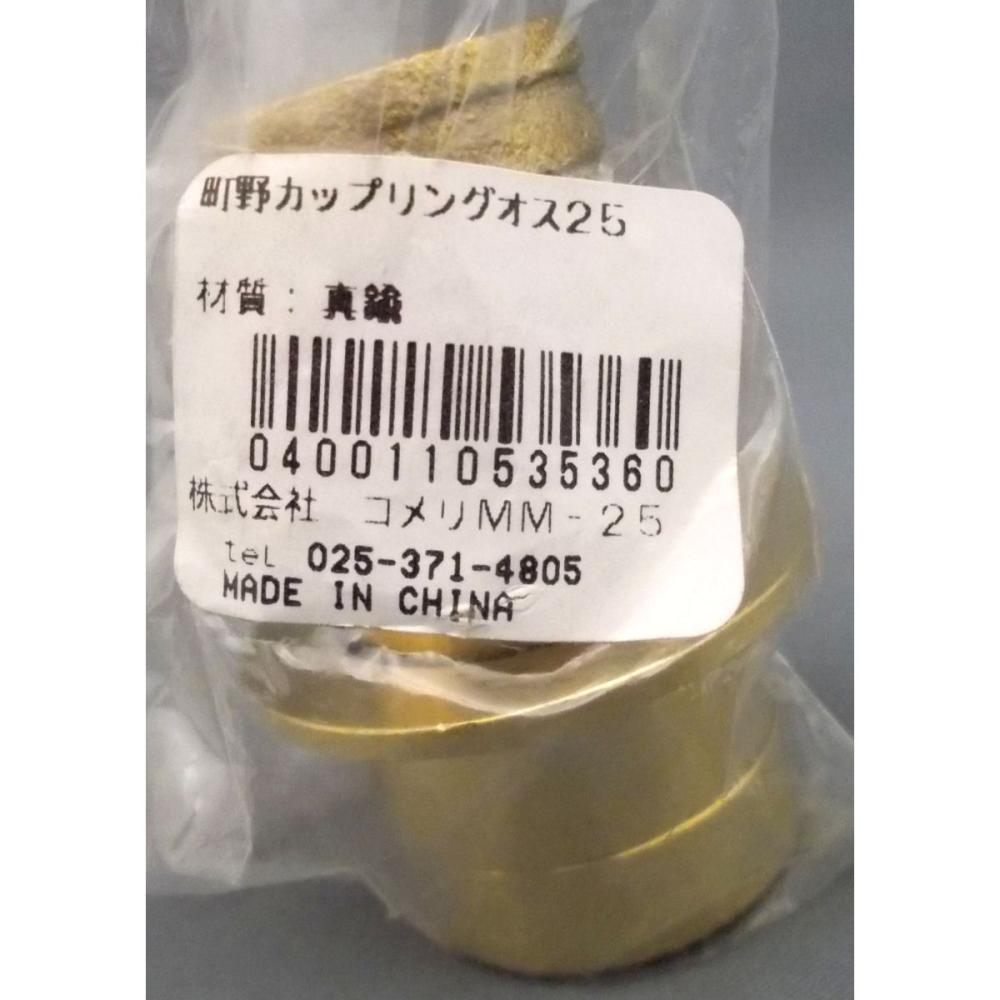 町野カップリングオス25
材質：真鍮
0400110535360
株式会社 コメリMM-25
teL 025-371-4805
MADE IN CHINA